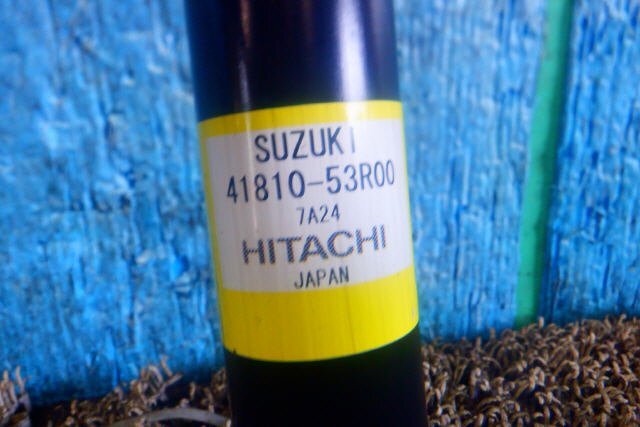 SUZUKI
41810-53R00
7A24
HITACHI
JAPAN